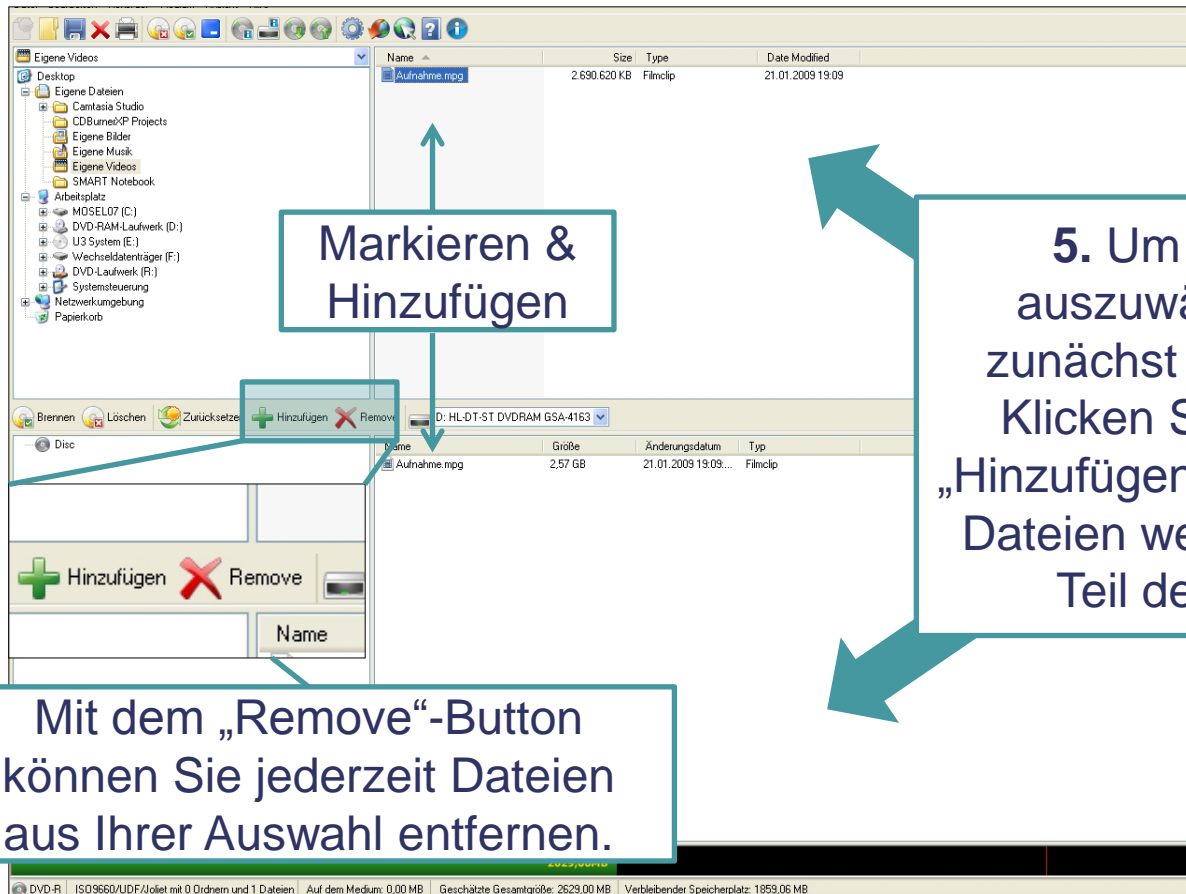 Eigene Videos
Name Size Type Date Modified
Desktop
Aufnahme.mpg 2.690.620 KB Filmclip 21.01.2009 19:09
Eigene Dateien
Camtasia Studio
CDBurnerXP Projects
Eigene Bilder
Eigene Musik
Eigene Videos
SMART Notebook
Arbeitsplatz
MOSEL07 (C:)
DVD-RAM-Laufwerk (D:)
U3 System (E:)
Wechseldatenträger (F:)
DVD-Laufwerk (R:)
Systemsteuerung
Netzwerkumgebung
Papierkorb
Markieren &
Hinzufügen
5. Um
auszuwä
zunächst
Klicken S
„Hinzufügen
Dateien we
Teil de
Brennen Löschen Zurücksetze Hinzufügen Remove D: HL-DT-ST DVDRAM GSA-4163
Disc
Name Größe Änderungsdatum Typ
Aufnahme.mpg 2,57 GB 21.01.2009 19:09:... Filmclip
Hinzufügen Remove
Name
Mit dem „Remove“-Button
können Sie jederzeit Dateien
aus Ihrer Auswahl entfernen.
2629,00MB
DVD-R ISO9660/UDF/Joliet mit 0 Ordnern und 1 Dateien Auf dem Medium: 0,00 MB Geschätzte Gesamtgröße: 2629,00 MB Verbleibender Speicherplatz: 1859,06 MB